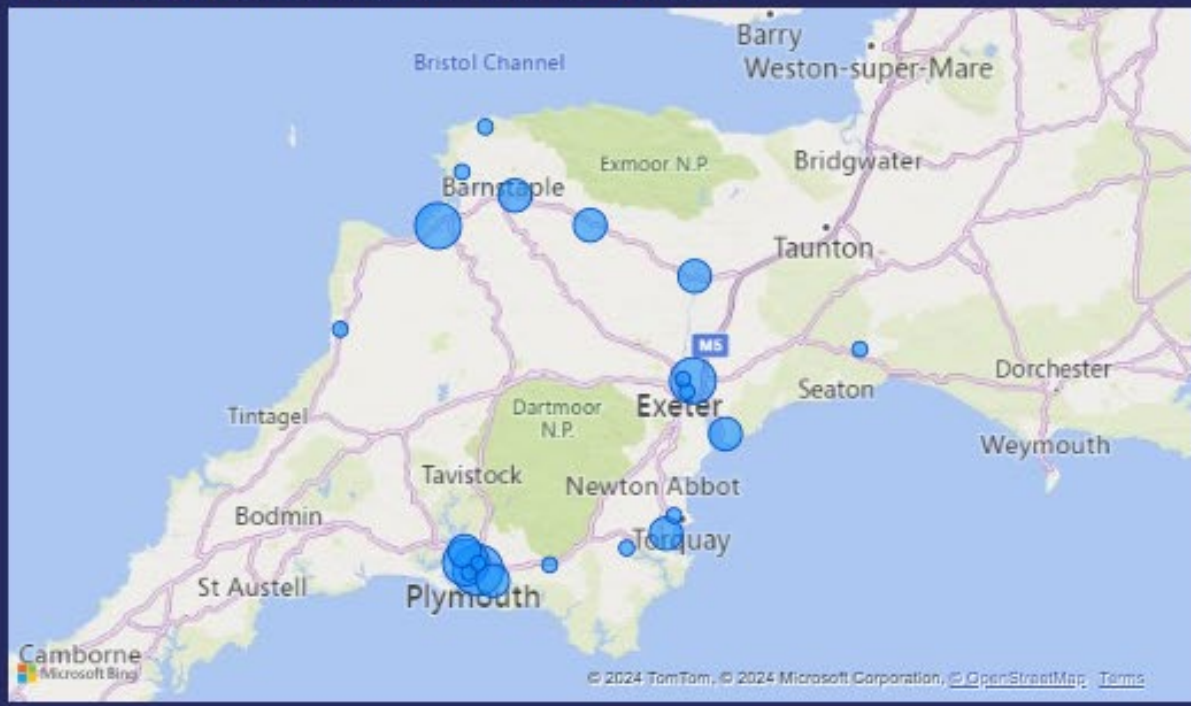 Barry
Bristol Channel
Weston-super-Mare
Exmoor N.P.
Bridgwater
Barnstaple
Taunton
M5
Dorchester
Seaton
Exeter
Dartmoor
N.P.
Tintagel
Weymouth
Tavistock
Newton Abbot
Bodmin
Torquay
St Austell
Plymouth
Camborne
Microsoft Bing
© 2024 TomTom, © 2024 Microsoft Corporation, © OpenStreetMap Terms